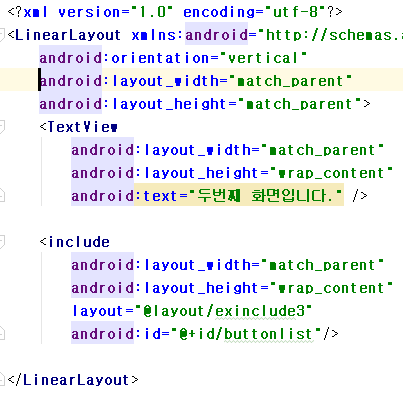 <?xml version="1.0" encoding="utf-8"?>
<LinearLayout xmlns:android="http://schemas.a
android:orientation="vertical"
android:layout_width="match_parent"
android:layout_height="match_parent">
<TextView
android:layout_width="match_parent"
android:layout_height="wrap_content"
android:text="두번째 화면입니다." />
<include
android:layout_width="match_parent"
android:layout_height="wrap_content"
layout="@layout/exinclude3"
android:id="@+id/buttonlist"/>
</LinearLayout>